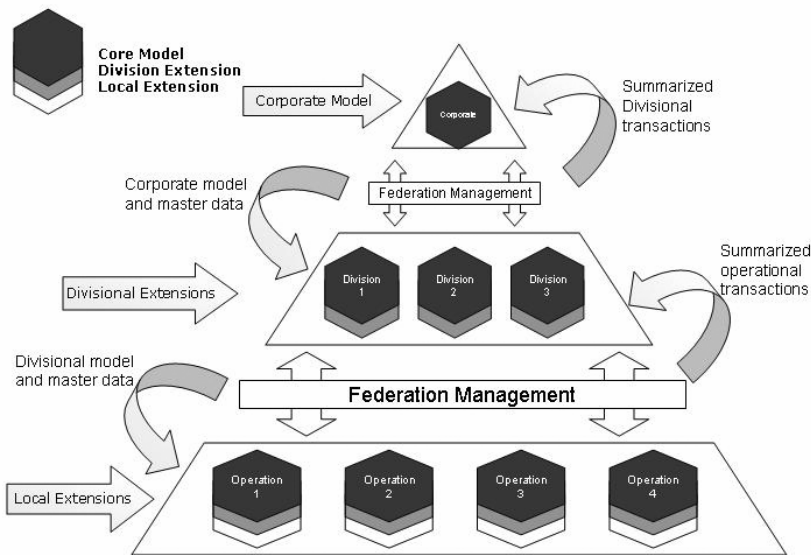 Core Model
Division Extension
Local Extension
Corporate Model
Corporate
Summarized
Divisional
transactions
Corporate model
and master data
Federation Management
Divisional Extensions
Division
1
Division
2
Division
3
Summarized
operational
transactions
Divisional model
and master data
Federation Management
Local Extensions
Operation
1
Operation
2
Operation
3
Operation
4